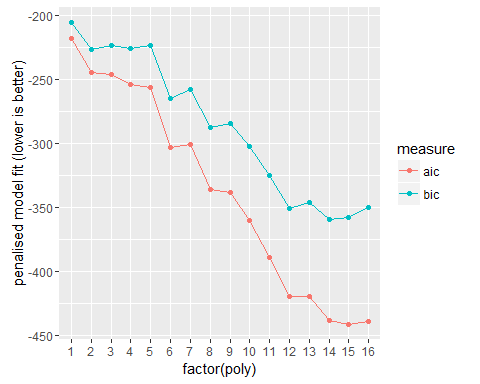 penalised model fit (lower is better)
-200
-250
-300
-350
-400
-450
1 2 3 4 5 6 7 8 9 10 11 12 13 14 15 16
factor(poly)
measure
aic
bic